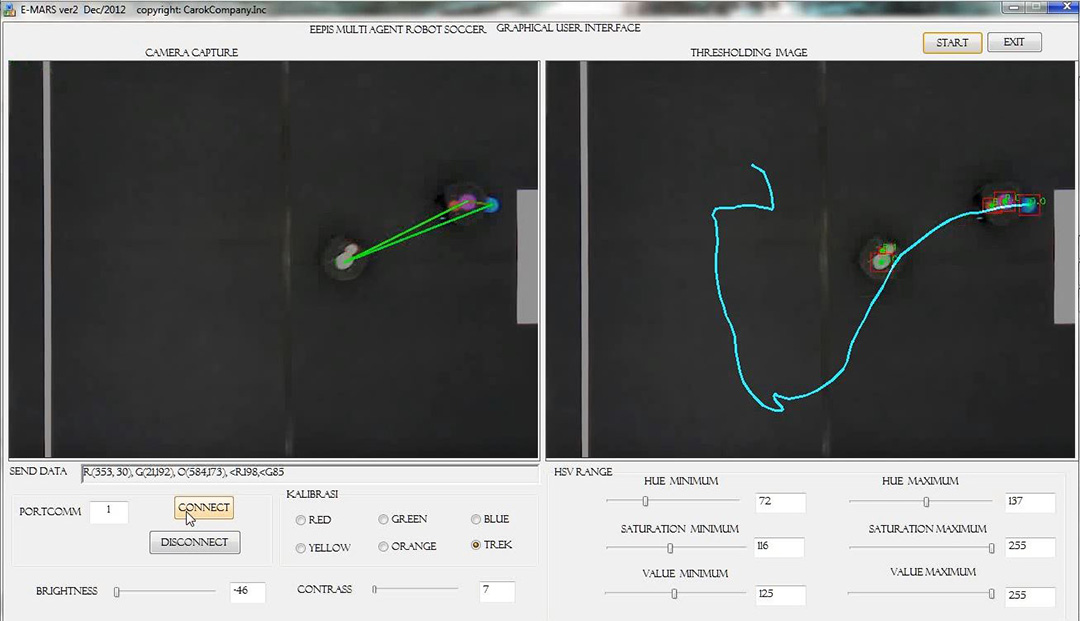 E-MARS ver2 Dec/2012 copyright: CarokCompany.Inc
EEPIS MULTI AGENT ROBOT SOCCER GRAPHICAL USER INTERFACE
START EXIT
CAMERA CAPTURE
THRESHOLDING IMAGE
SEND DATA R(353, 30), G(21,192), O(584,173), <R198,<G85
PORTCOMM 1
CONNECT
DISCONNECT
KALIBRASI
RED GREEN BLUE
YELLOW ORANGE TREK
BRIGHTNESS -46
CONTRASS 7
HSV RANGE
HUE MINIMUM
72
HUE MAXIMUM
137
SATURATION MINIMUM
116
SATURATION MAXIMUM
255
VALUE MINIMUM
125
VALUE MAXIMUM
255